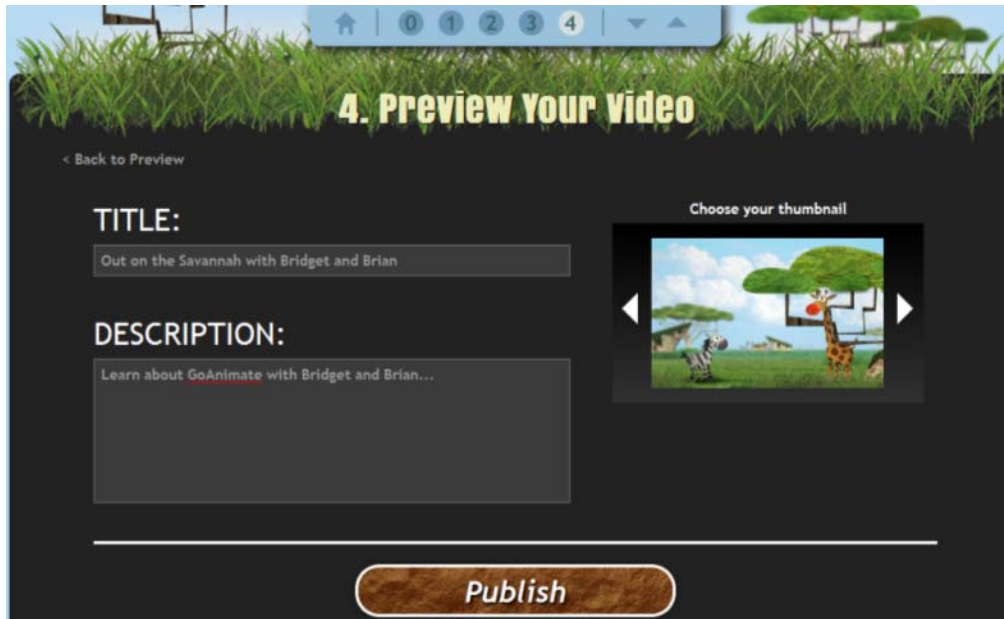 0 1 2 3 4
4. Preview Your Video
< Back to Preview
TITLE:
Out on the Savannah with Bridget and Brian
DESCRIPTION:
Learn about GoAnimate with Bridget and Brian...
Choose your thumbnail
Publish